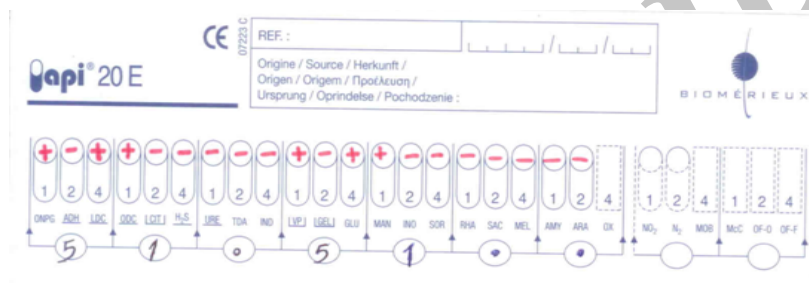 07223 C
REF. :
Origine / Source / Herkunft /
Origen / Origem / Προέλευση /
Ursprung / Oprindelse / Pochodzenie :
api® 20 E
BIOMÉRIEUX
+ - + + - - - - - + - + + - - - - - - -
1 2 4 1 2 4 1 2 4 1 2 4 1 2 4 1 2 4 1 2 4 1 2 4 1 2 4
ONPG ADH LDC ODC |CIT| H₂S URE TDA IND |VP| |GEL| GLU MAN INO SOR RHA SAC MEL AMY ARA OX NO₂ N₂ MOB McC OF-O OF-F
5 1 0 5 1 • •